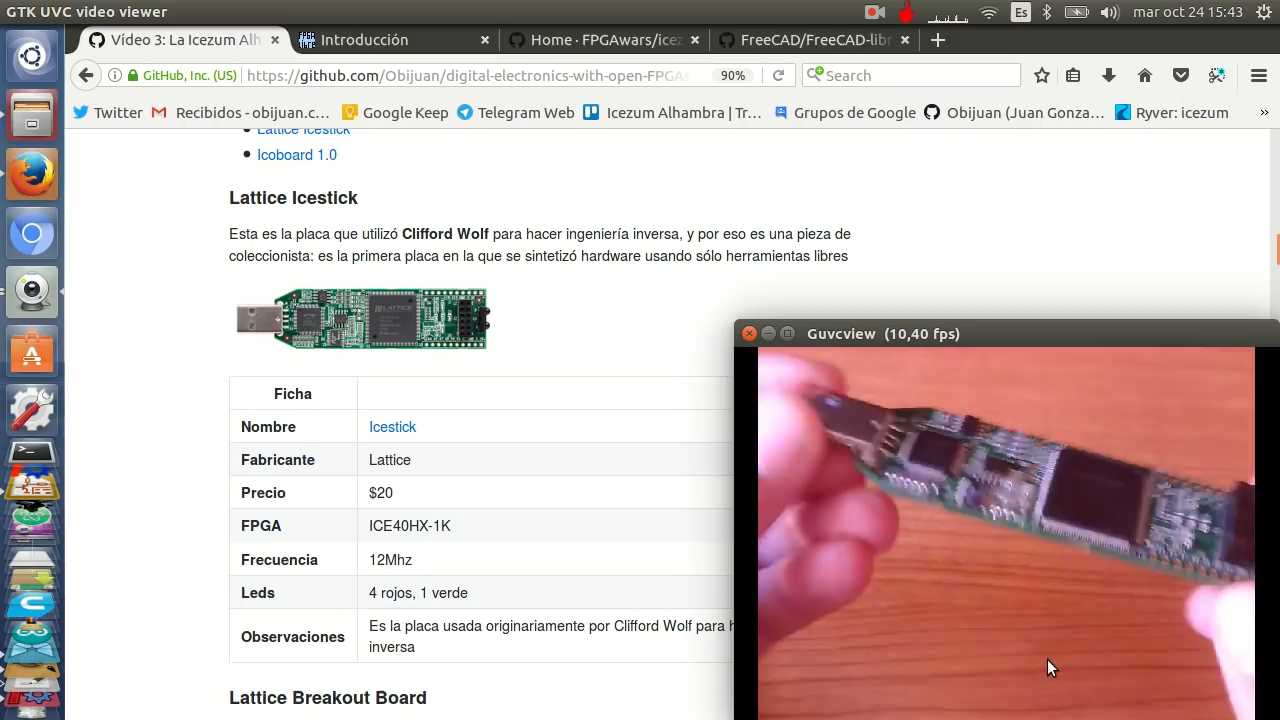 GTK UVC video viewer
Es
mar oct 24 15:43
Vídeo 3: La Icezum Alh
Introducción
Home · FPGAwars/icez
FreeCAD/FreeCAD-libr
GitHub, Inc. (US)
https://github.com/Obijuan/digital-electronics-with-open-FPGAs
90%
Search
Twitter
Recibidos - obijuan.c...
Google Keep
Telegram Web
Icezum Alhambra | Tr...
Grupos de Google
Obijuan (Juan Gonza...
Ryver: icezum
»
Lattice Icestick
Icoboard 1.0
Lattice Icestick
Esta es la placa que utilizó Clifford Wolf para hacer ingeniería inversa, y por eso es una pieza de
coleccionista: es la primera placa en la que se sintetizó hardware usando sólo herramientas libres
LATTICE
Guvcview (10,40 fps)
Ficha
Nombre Icestick
Fabricante Lattice
Precio $20
FPGA ICE40HX-1K
Frecuencia 12Mhz
Leds 4 rojos, 1 verde
Observaciones Es la placa usada originariamente por Clifford Wolf para h
inversa
Lattice Breakout Board